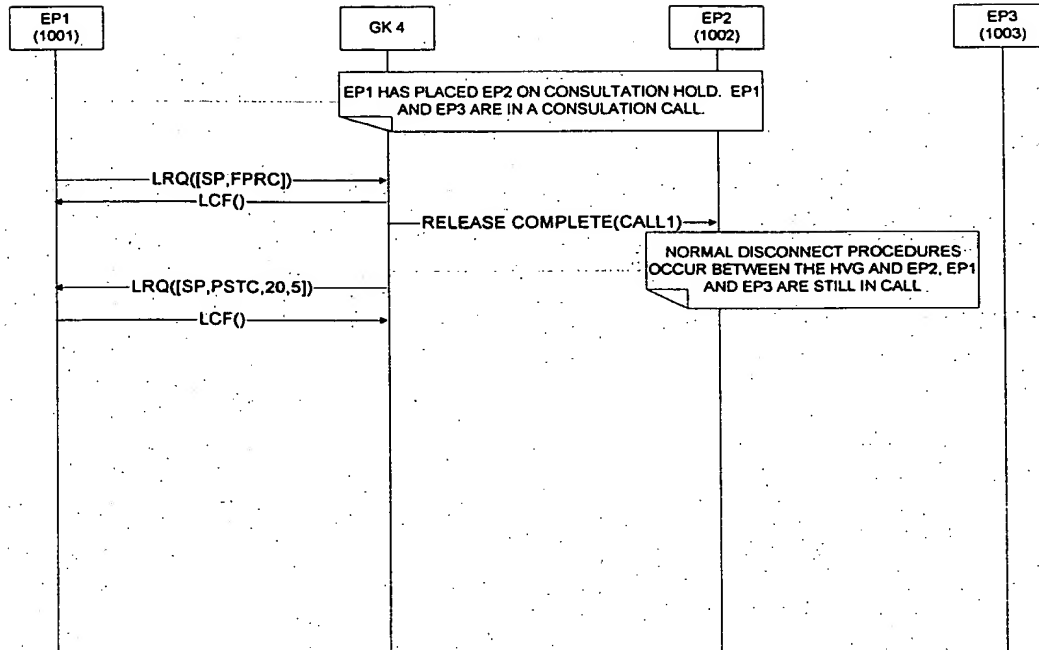 EP1
(1001)
GK 4
EP2
(1002)
EP3
(1003)
EP1 HAS PLACED EP2 ON CONSULTATION HOLD. EP1
AND EP3 ARE IN A CONSULATION CALL.
LRQ([SP,FPRC])
LCF()
RELEASE COMPLETE(CALL1)
NORMAL DISCONNECT PROCEDURES
OCCUR BETWEEN THE HVG AND EP2, EP1
AND EP3 ARE STILL IN CALL.
LRQ([SP,PSTC,20,5])
LCF()